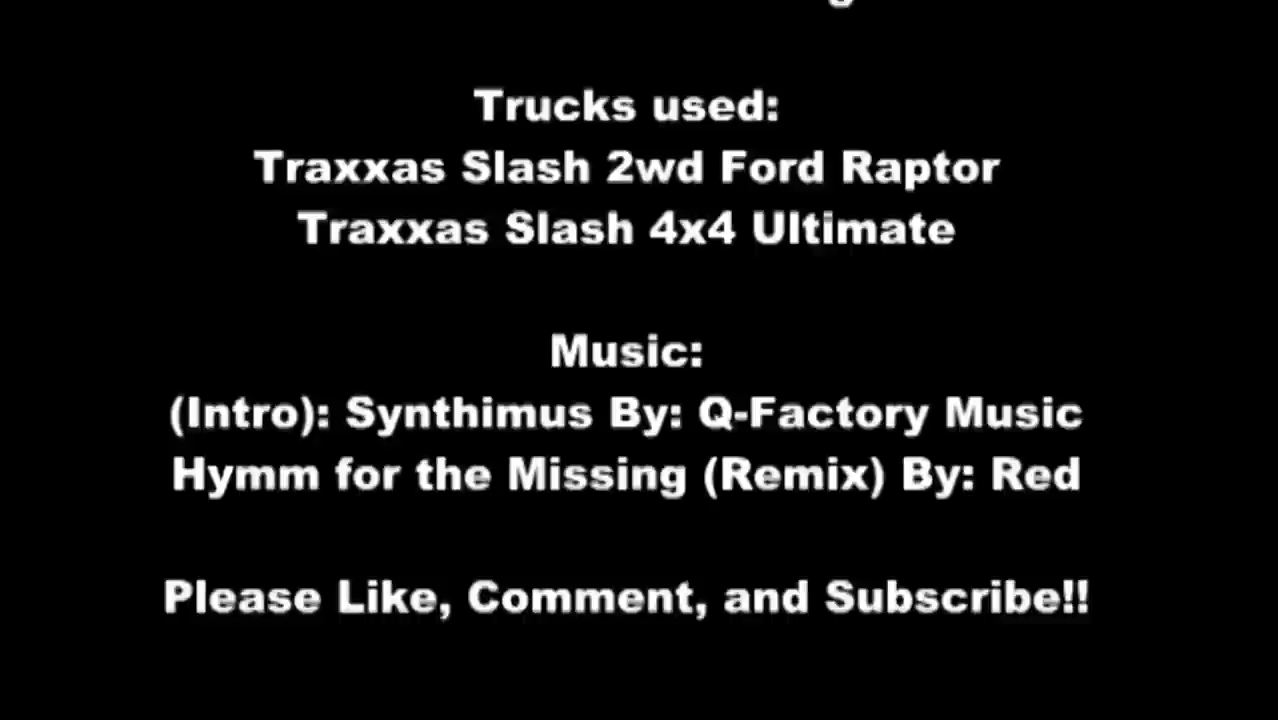 Trucks used:
Traxxas Slash 2wd Ford Raptor
Traxxas Slash 4x4 Ultimate
Music:
(Intro): Synthimus By: Q-Factory Music
Hymm for the Missing (Remix) By: Red
Please Like, Comment, and Subscribe!!